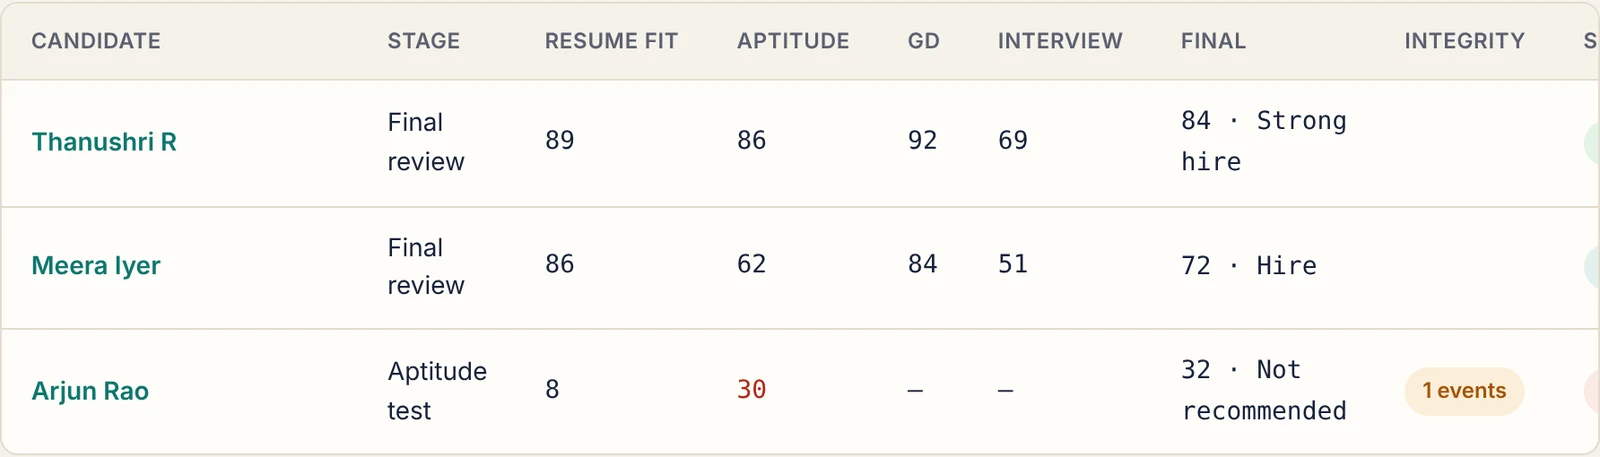 CANDIDATE STAGE RESUME FIT APTITUDE GD INTERVIEW FINAL INTEGRITY S
Thanushri R Final review 89 86 92 69 84 · Strong hire
Meera Iyer Final review 86 62 84 51 72 · Hire
Arjun Rao Aptitude test 8 30 – – 32 · Not recommended 1 events